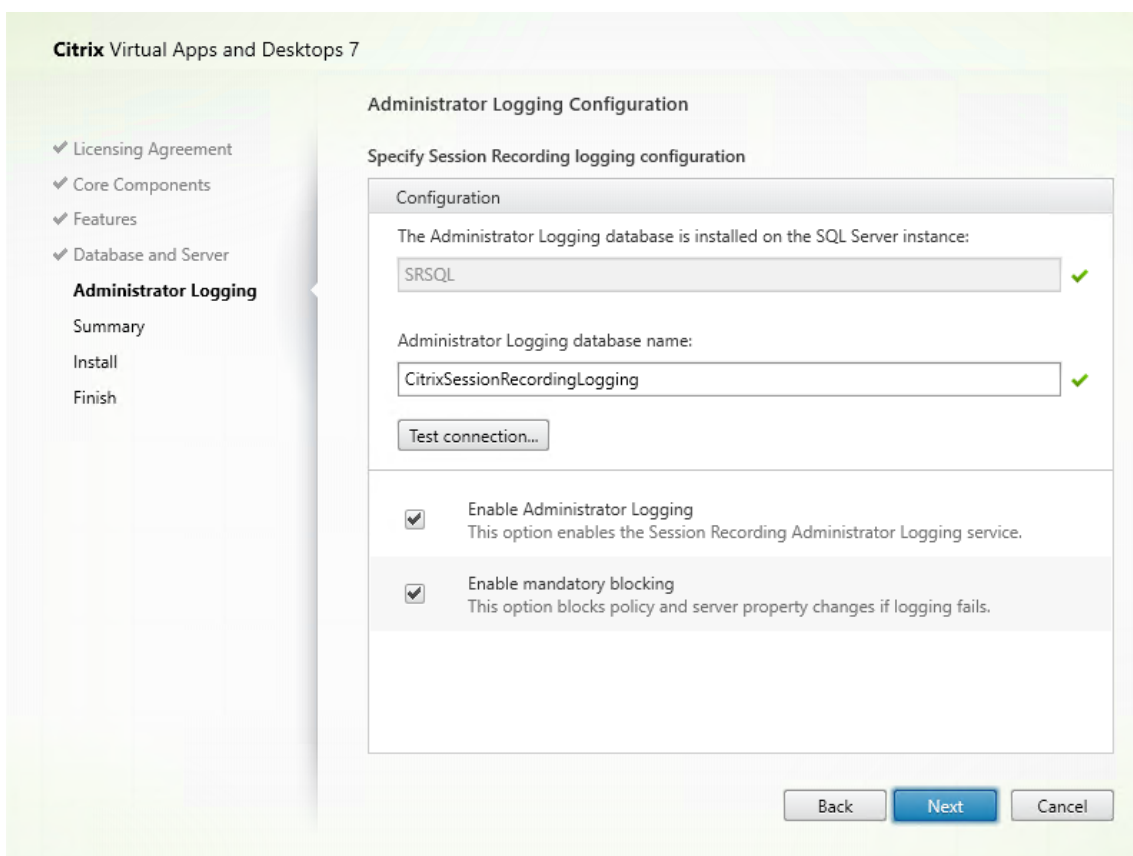 Citrix Virtual Apps and Desktops 7
Licensing Agreement
Core Components
Features
Database and Server
Administrator Logging
Summary
Install
Finish
Administrator Logging Configuration
Specify Session Recording logging configuration
Configuration
The Administrator Logging database is installed on the SQL Server instance:
SRSQL
Administrator Logging database name:
CitrixSessionRecordingLogging
Test connection...
Enable Administrator Logging
This option enables the Session Recording Administrator Logging service.
Enable mandatory blocking
This option blocks policy and server property changes if logging fails.
Back
Next
Cancel